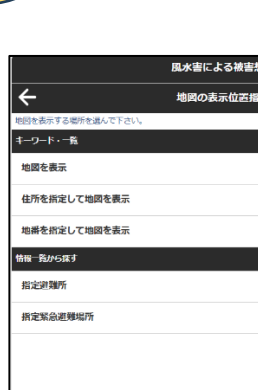 風水害による被害
地図の表示位置指
地図を表示する場所を選んで下さい。
キーワード・一覧
地図を表示
住所を指定して地図を表示
地番を指定して地図を表示
情報一覧から探す
指定避難所
指定緊急避難場所